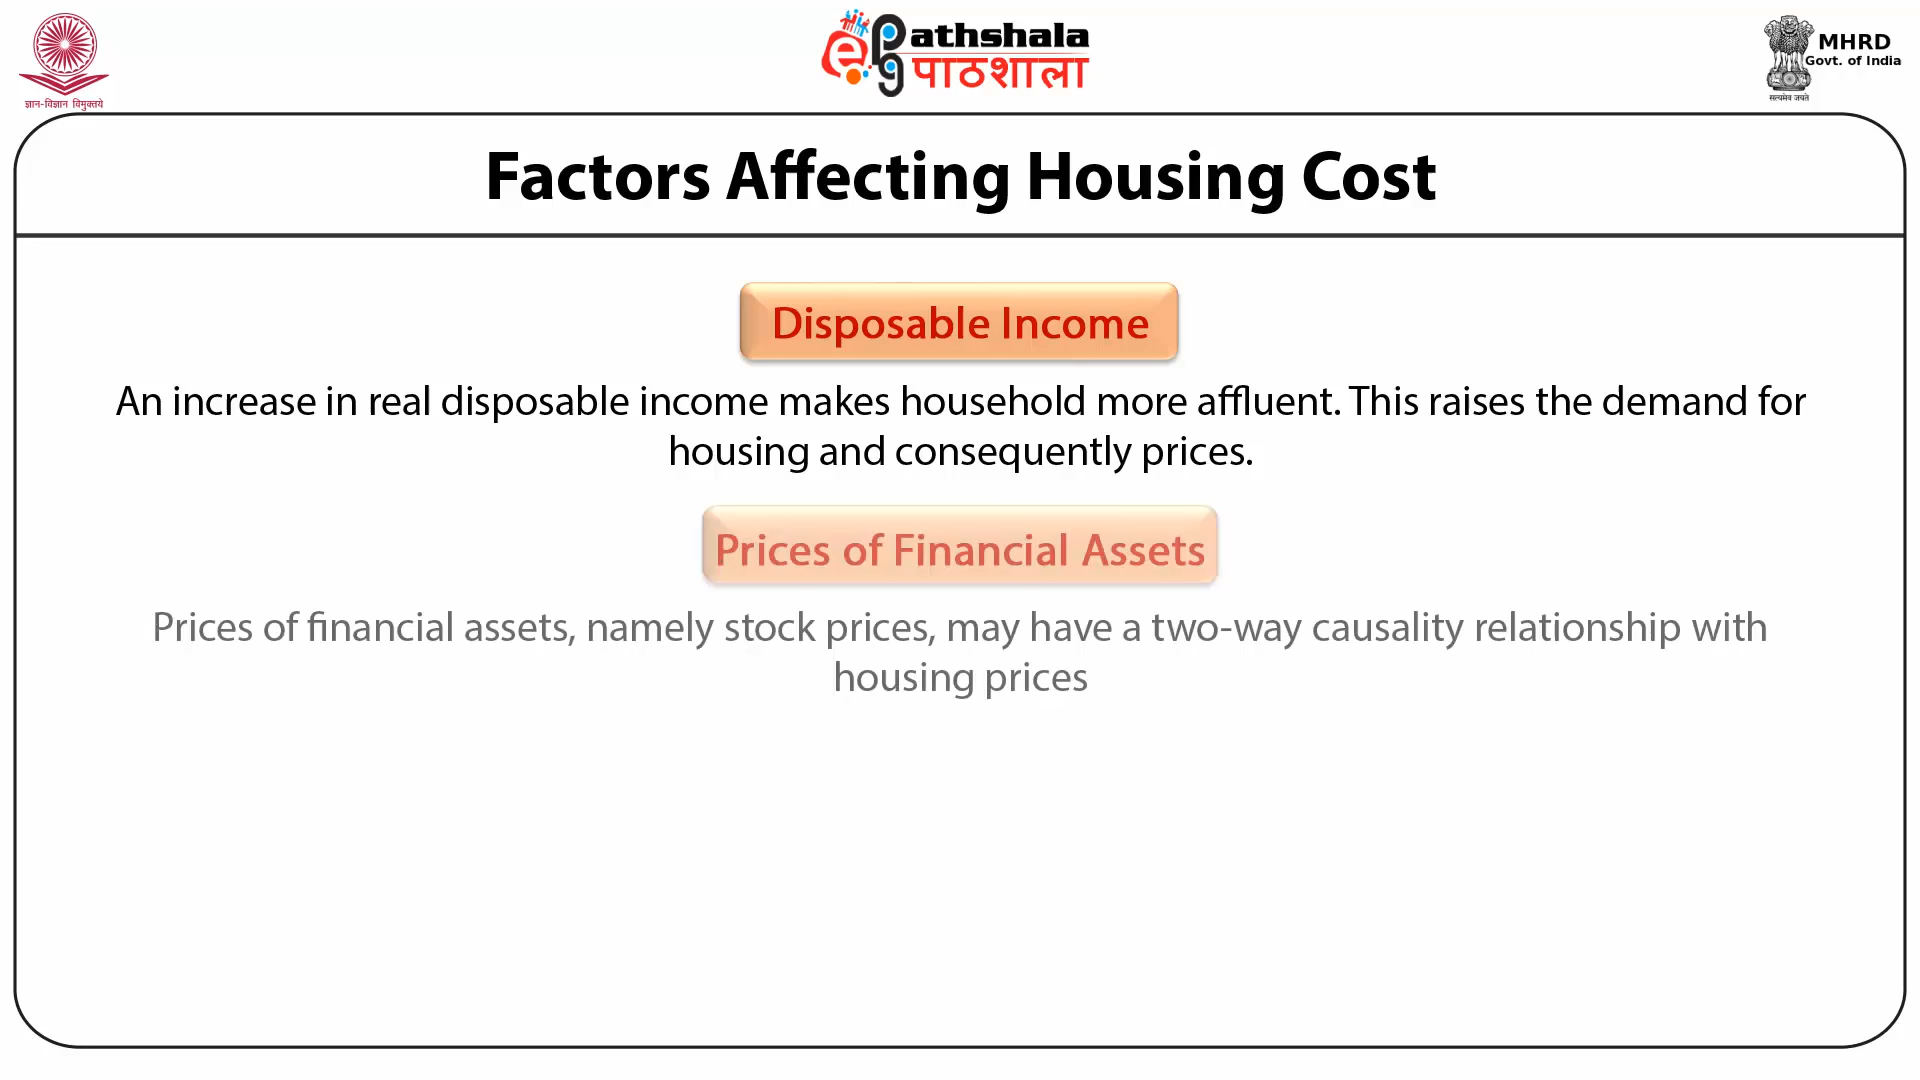 ज्ञान-विज्ञान विमुक्तये
ePG Pathshala
पाठशाला
MHRD
Govt. of India
सत्यमेव जयते
Factors Affecting Housing Cost
Disposable Income
An increase in real disposable income makes household more affluent. This raises the demand for
housing and consequently prices.
Prices of Financial Assets
Prices of financial assets, namely stock prices, may have a two-way causality relationship with
housing prices